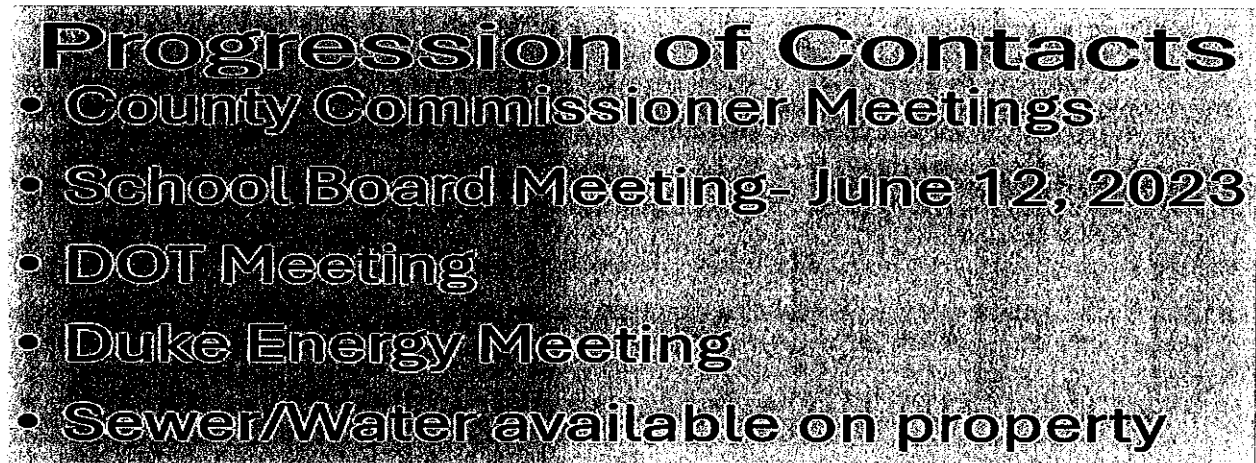 Progression of Contacts
• County Commissioner Meetings
• School Board Meeting- June 12, 2023
• DOT Meeting
• Duke Energy Meeting
• Sewer/Water available on property